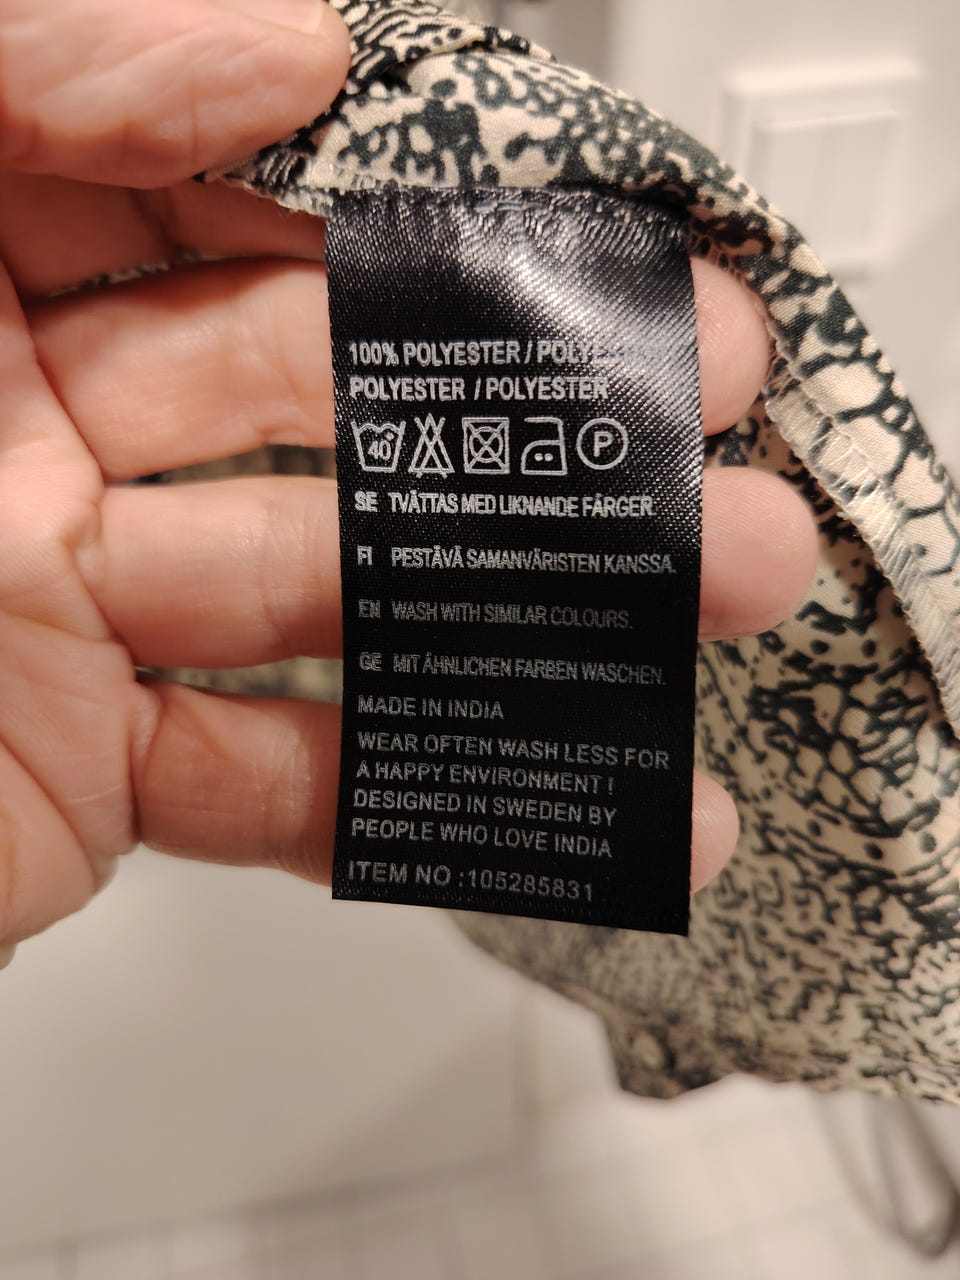 100% POLYESTER / POLYE
POLYESTER / POLYESTER
40° P
SE TVÄTTAS MED LIKNANDE FÄRGER
FI PESTÄVÄ SAMANVÄRISTEN KANSSA.
EN WASH WITH SIMILAR COLOURS.
GE MIT ÄHNLICHEN FARBEN WASCHEN.
MADE IN INDIA
WEAR OFTEN WASH LESS FOR
A HAPPY ENVIRONMENT !
DESIGNED IN SWEDEN BY
PEOPLE WHO LOVE INDIA
ITEM NO :105285831